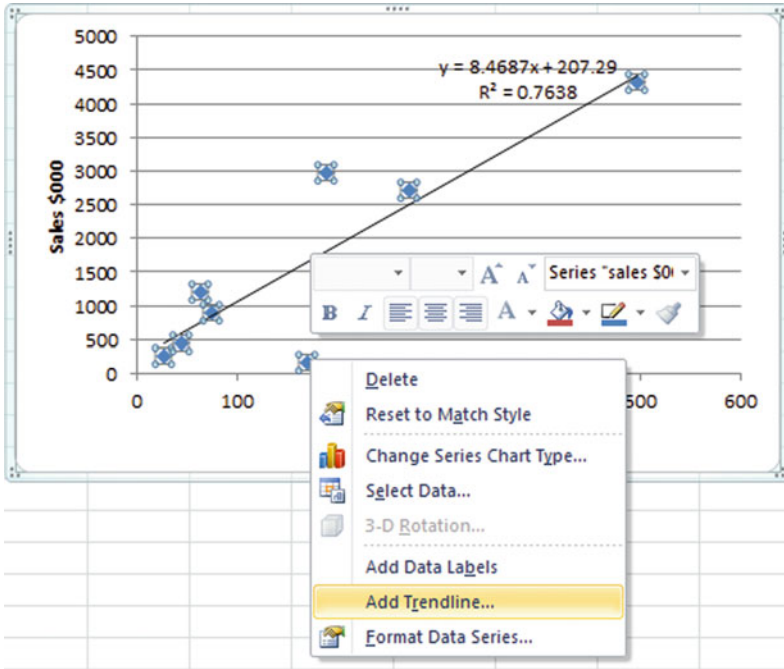 5000
4500
4000
3500
3000
2500
2000
1500
1000
500
0
Sales $000
y = 8.4687x + 207.29
R² = 0.7638
0 100 500 600
A A Series "sales $0(
B I A
Delete
Reset to Match Style
Change Series Chart Type...
Select Data...
3-D Rotation...
Add Data Labels
Add Trendline...
Format Data Series...